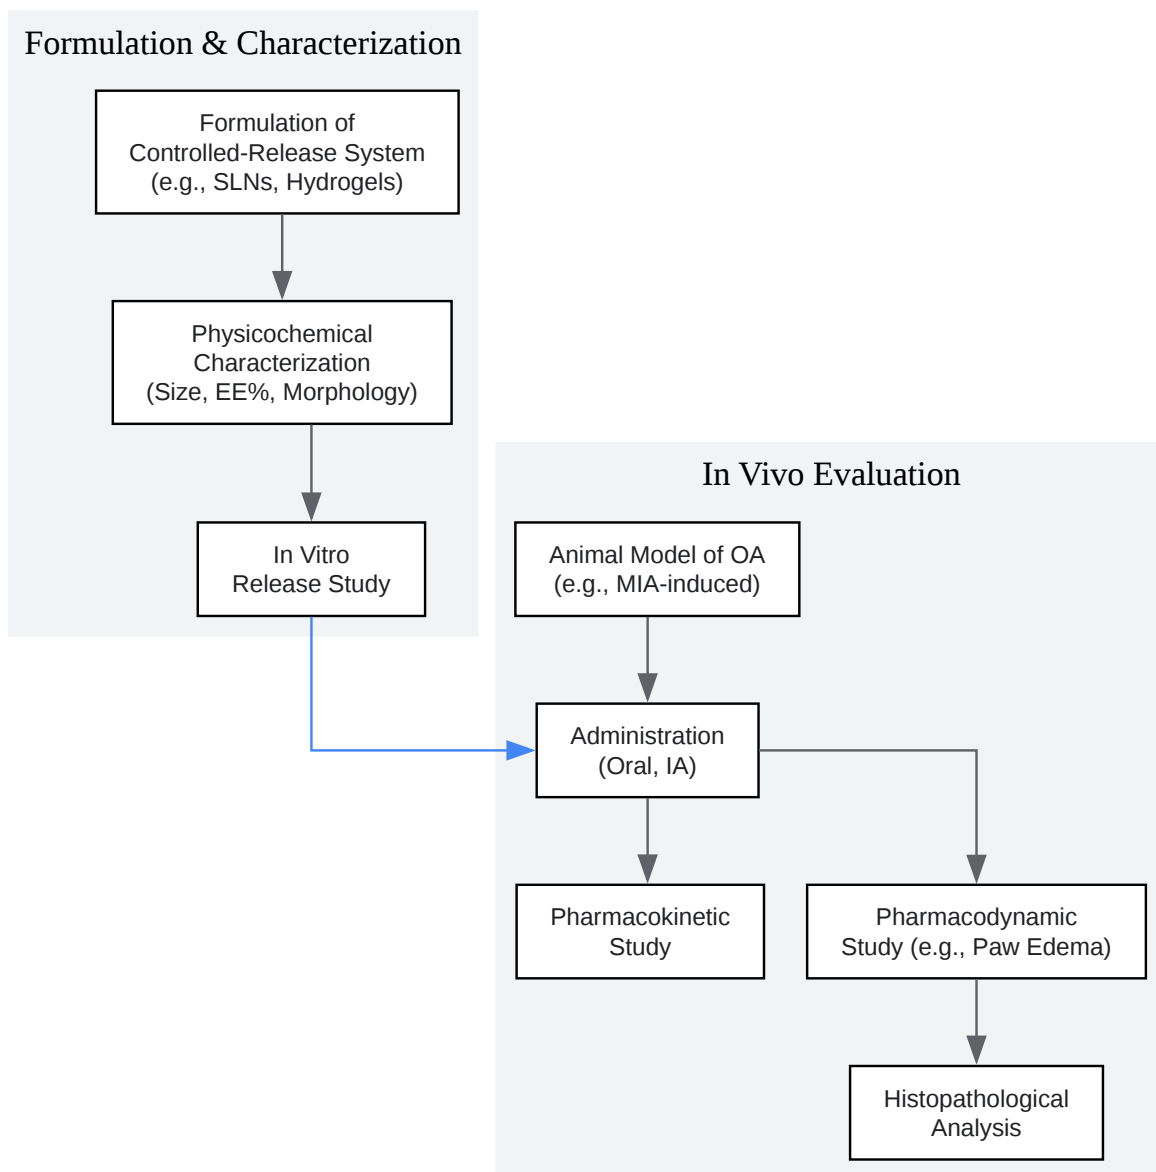 Formulation & Characterization
Formulation of
Controlled-Release System
(e.g., SLNs, Hydrogels)
Physicochemical
Characterization
(Size, EE%, Morphology)
In Vitro
Release Study
In Vivo Evaluation
Animal Model of OA
(e.g., MIA-induced)
Administration
(Oral, IA)
Pharmacokinetic
Study
Pharmacodynamic
Study (e.g., Paw Edema)
Histopathological
Analysis